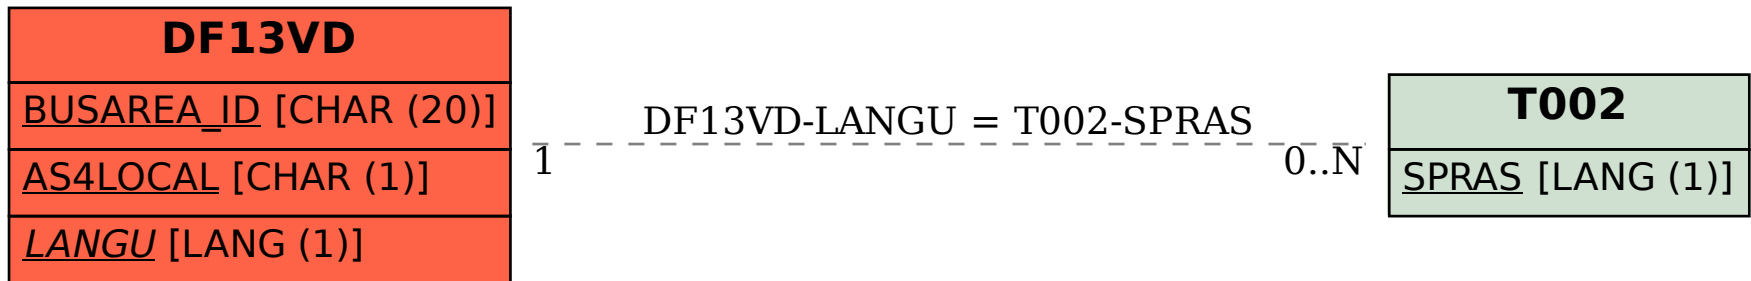 DF13VD
BUSAREA_ID [CHAR (20)]
AS4LOCAL [CHAR (1)]
LANGU [LANG (1)]
DF13VD-LANGU = T002-SPRAS
1
0..N
T002
SPRAS [LANG (1)]